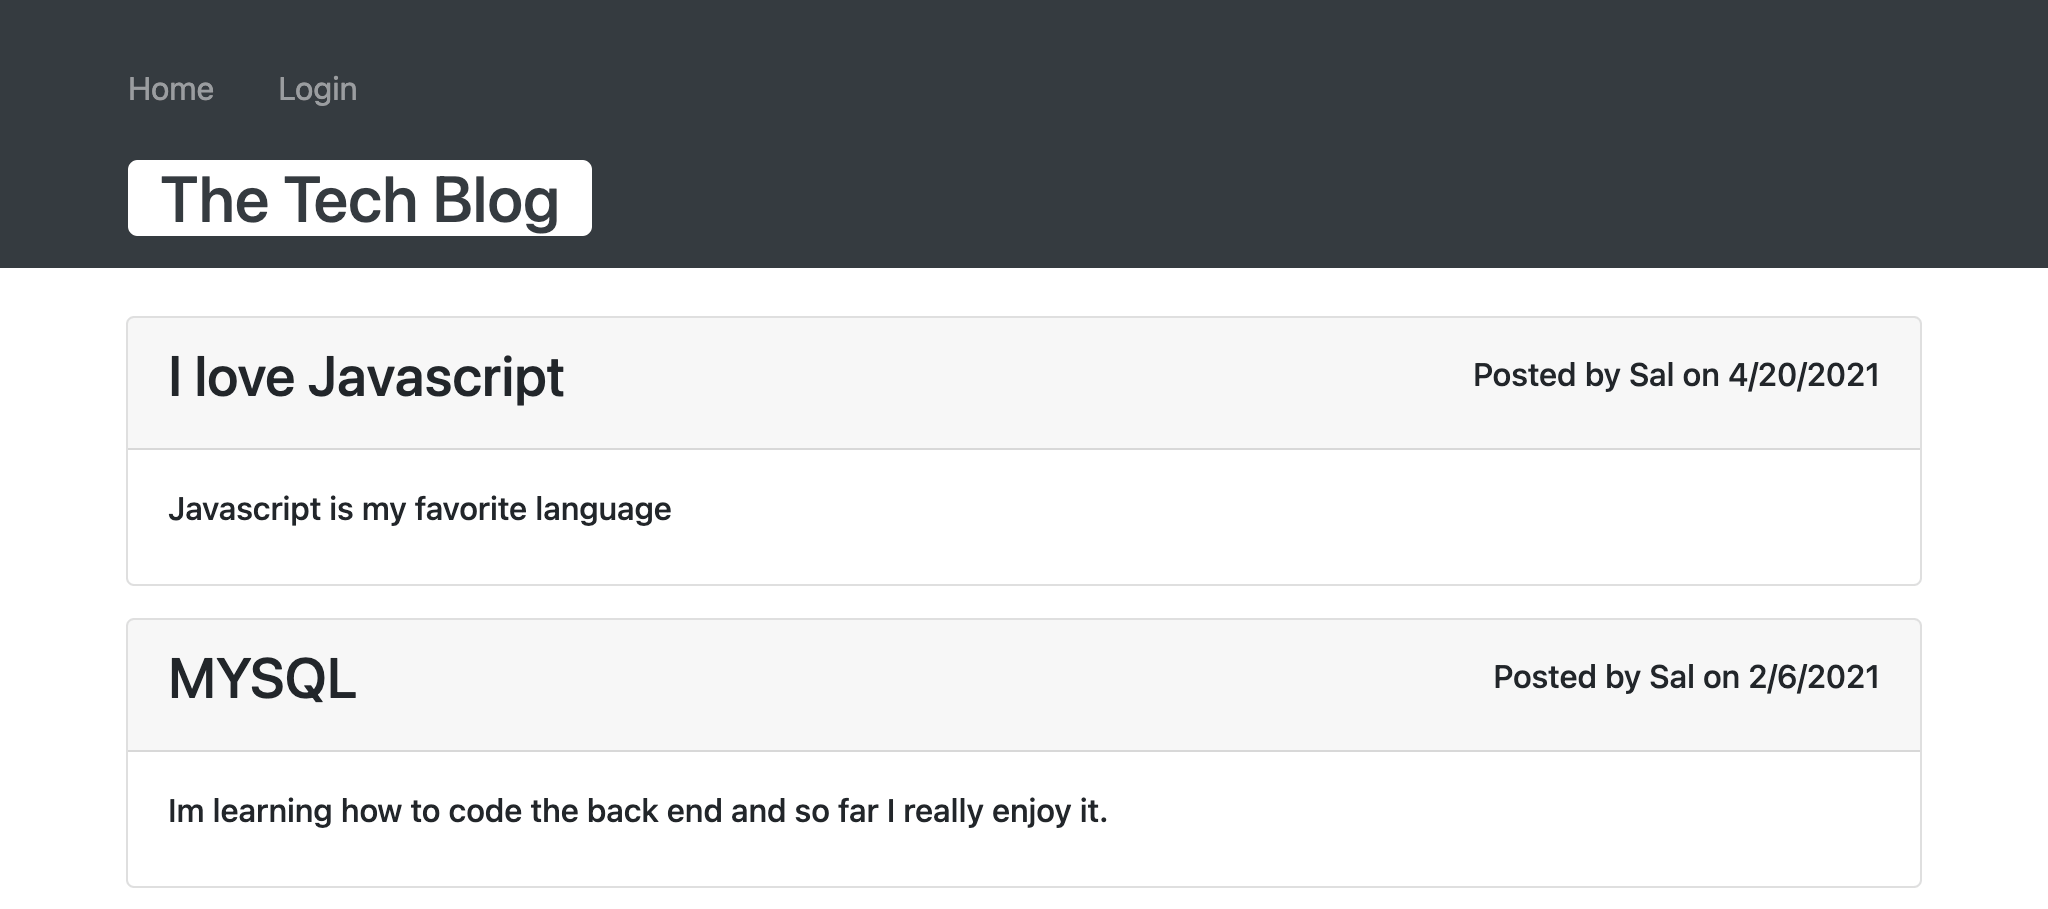 Home Login
The Tech Blog
I love Javascript
Posted by Sal on 4/20/2021
Javascript is my favorite language
MYSQL
Posted by Sal on 2/6/2021
Im learning how to code the back end and so far I really enjoy it.